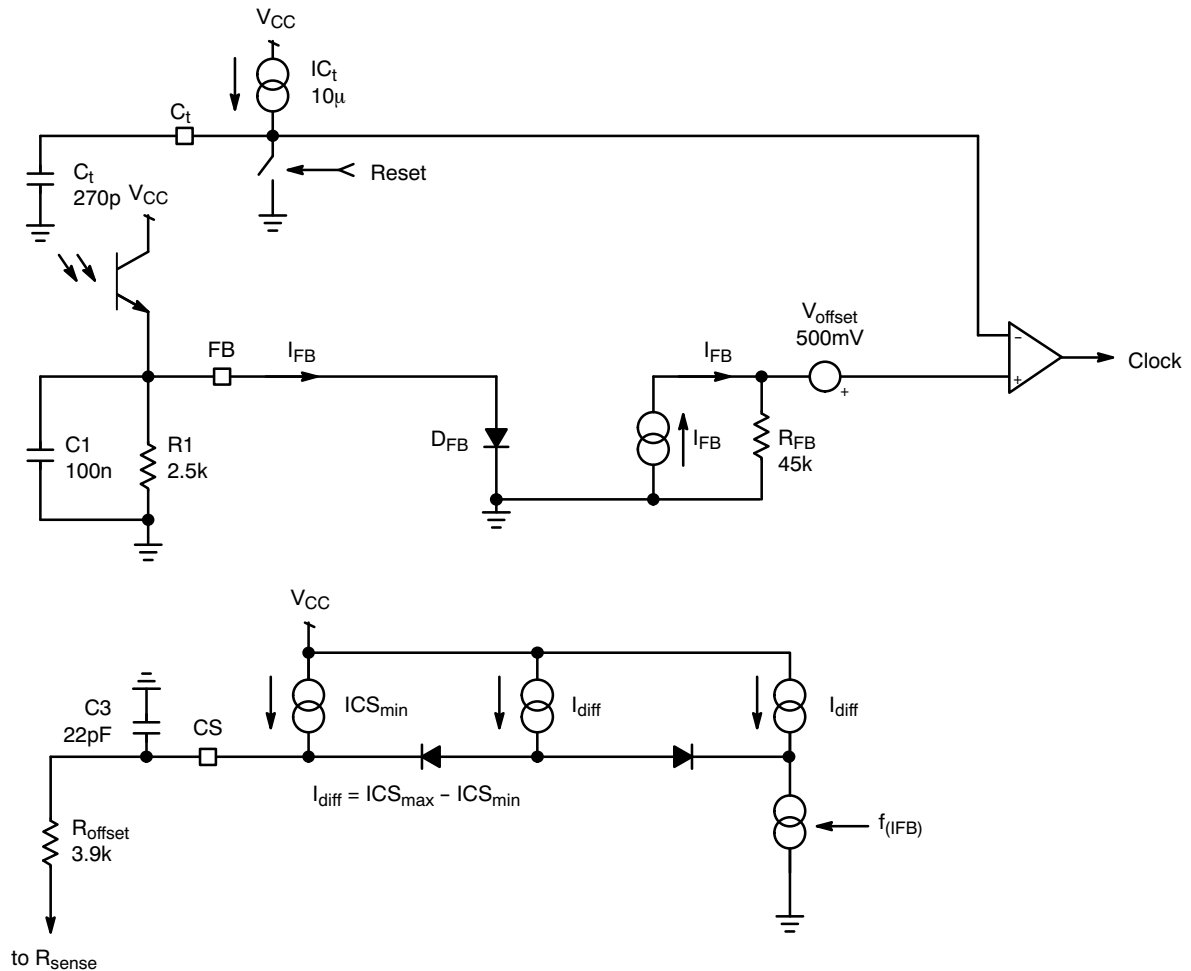 VCC
ICt
10μ
Ct
Reset
Ct
270p
VCC
Voffset
500mV
FB
IFB
IFB
−
+
Clock
+
C1
100n
R1
2.5k
DFB
IFB
RFB
45k
VCC
C3
22pF
CS
ICSmin
Idiff
Idiff
Idiff = ICSmax − ICSmin
Roffset
3.9k
f(IFB)
to Rsense